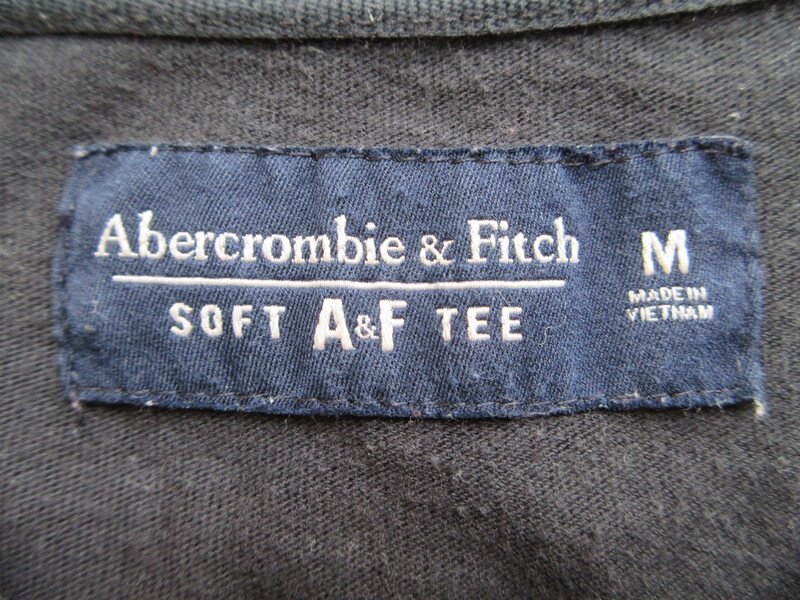 Abercrombie & Fitch
SOFT A&F TEE
M
MADE IN
VIETNAM